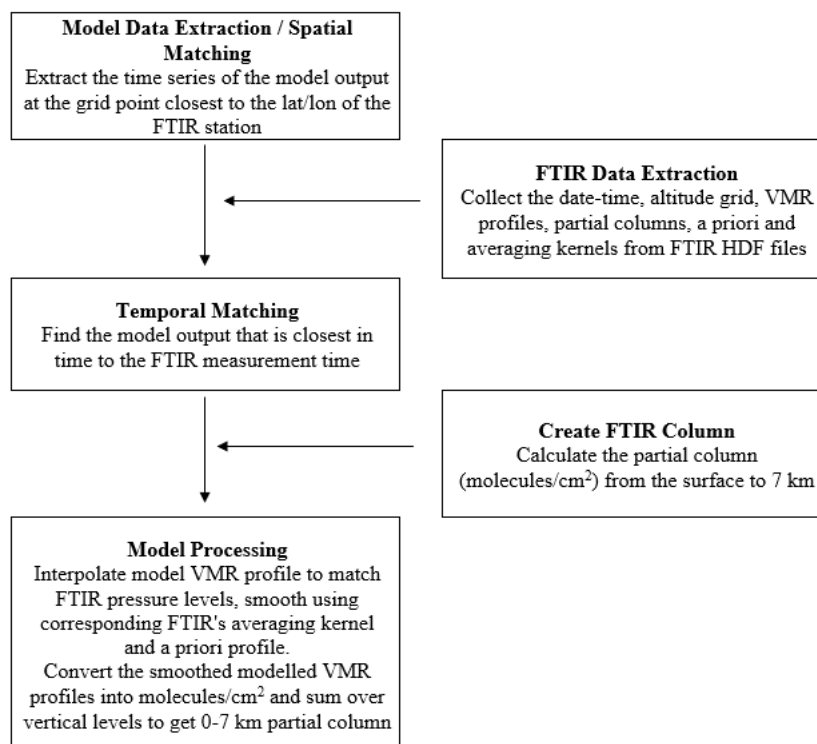 Model Data Extraction / Spatial
Matching
Extract the time series of the model output
at the grid point closest to the lat/lon of the
FTIR station
FTIR Data Extraction
Collect the date-time, altitude grid, VMR
profiles, partial columns, a priori and
averaging kernels from FTIR HDF files
Temporal Matching
Find the model output that is closest in
time to the FTIR measurement time
Create FTIR Column
Calculate the partial column
(molecules/cm²) from the surface to 7 km
Model Processing
Interpolate model VMR profile to match
FTIR pressure levels, smooth using
corresponding FTIR's averaging kernel
and a priori profile.
Convert the smoothed modelled VMR
profiles into molecules/cm² and sum over
vertical levels to get 0-7 km partial column